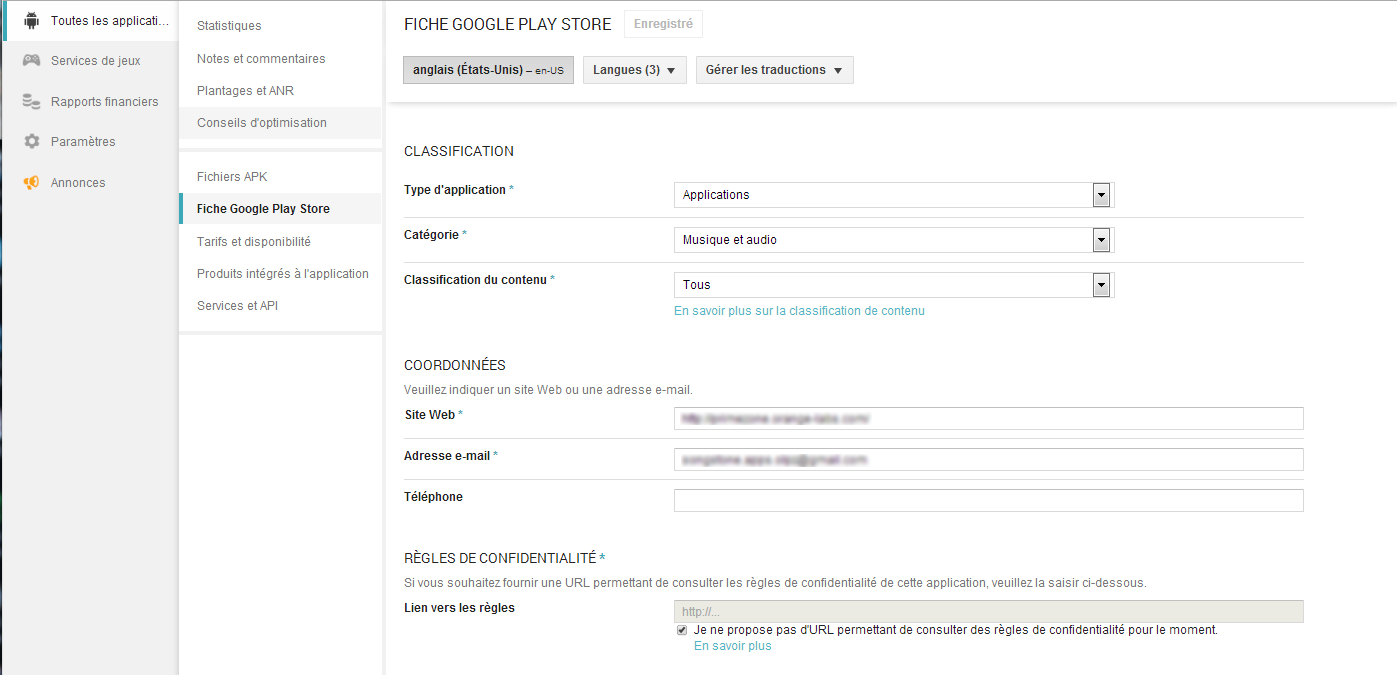 Toutes les applicati...
Services de jeux
Rapports financiers
Paramètres
Annonces
Statistiques
Notes et commentaires
Plantages et ANR
Conseils d'optimisation
Fichiers APK
Fiche Google Play Store
Tarifs et disponibilité
Produits intégrés à l'application
Services et API
FICHE GOOGLE PLAY STORE Enregistré
anglais (États-Unis) – en-US Langues (3) Gérer les traductions
CLASSIFICATION
Type d'application * Applications
Catégorie * Musique et audio
Classification du contenu * Tous
En savoir plus sur la classification de contenu
COORDONNÉES
Veuillez indiquer un site Web ou une adresse e-mail.
Site Web *
Adresse e-mail *
Téléphone
RÈGLES DE CONFIDENTIALITÉ *
Si vous souhaitez fournir une URL permettant de consulter les règles de confidentialité de cette application, veuillez la saisir ci-dessous.
Lien vers les règles http://...
Je ne propose pas d'URL permettant de consulter des règles de confidentialité pour le moment.
En savoir plus